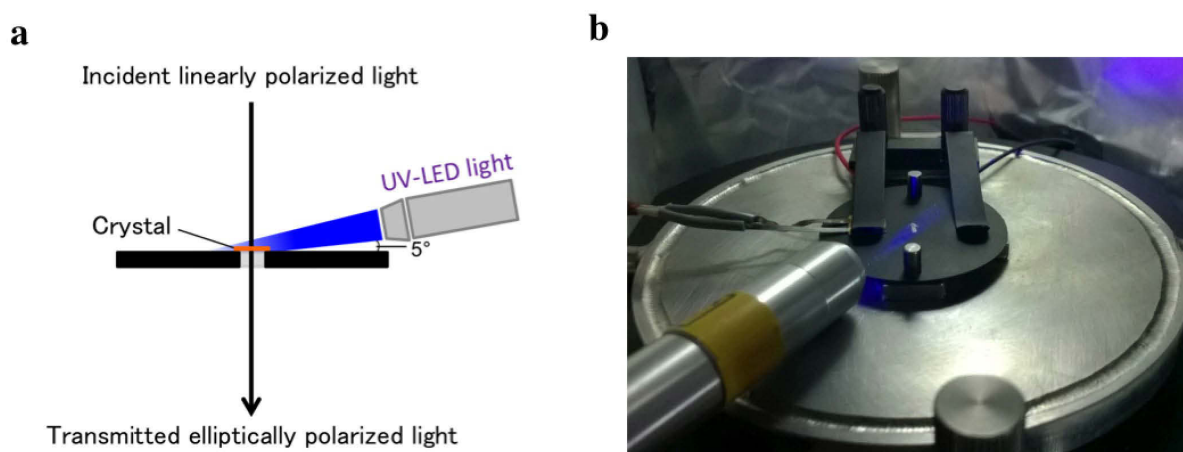 a
b
Incident linearly polarized light
UV-LED light
Crystal
5°
Transmitted elliptically polarized light